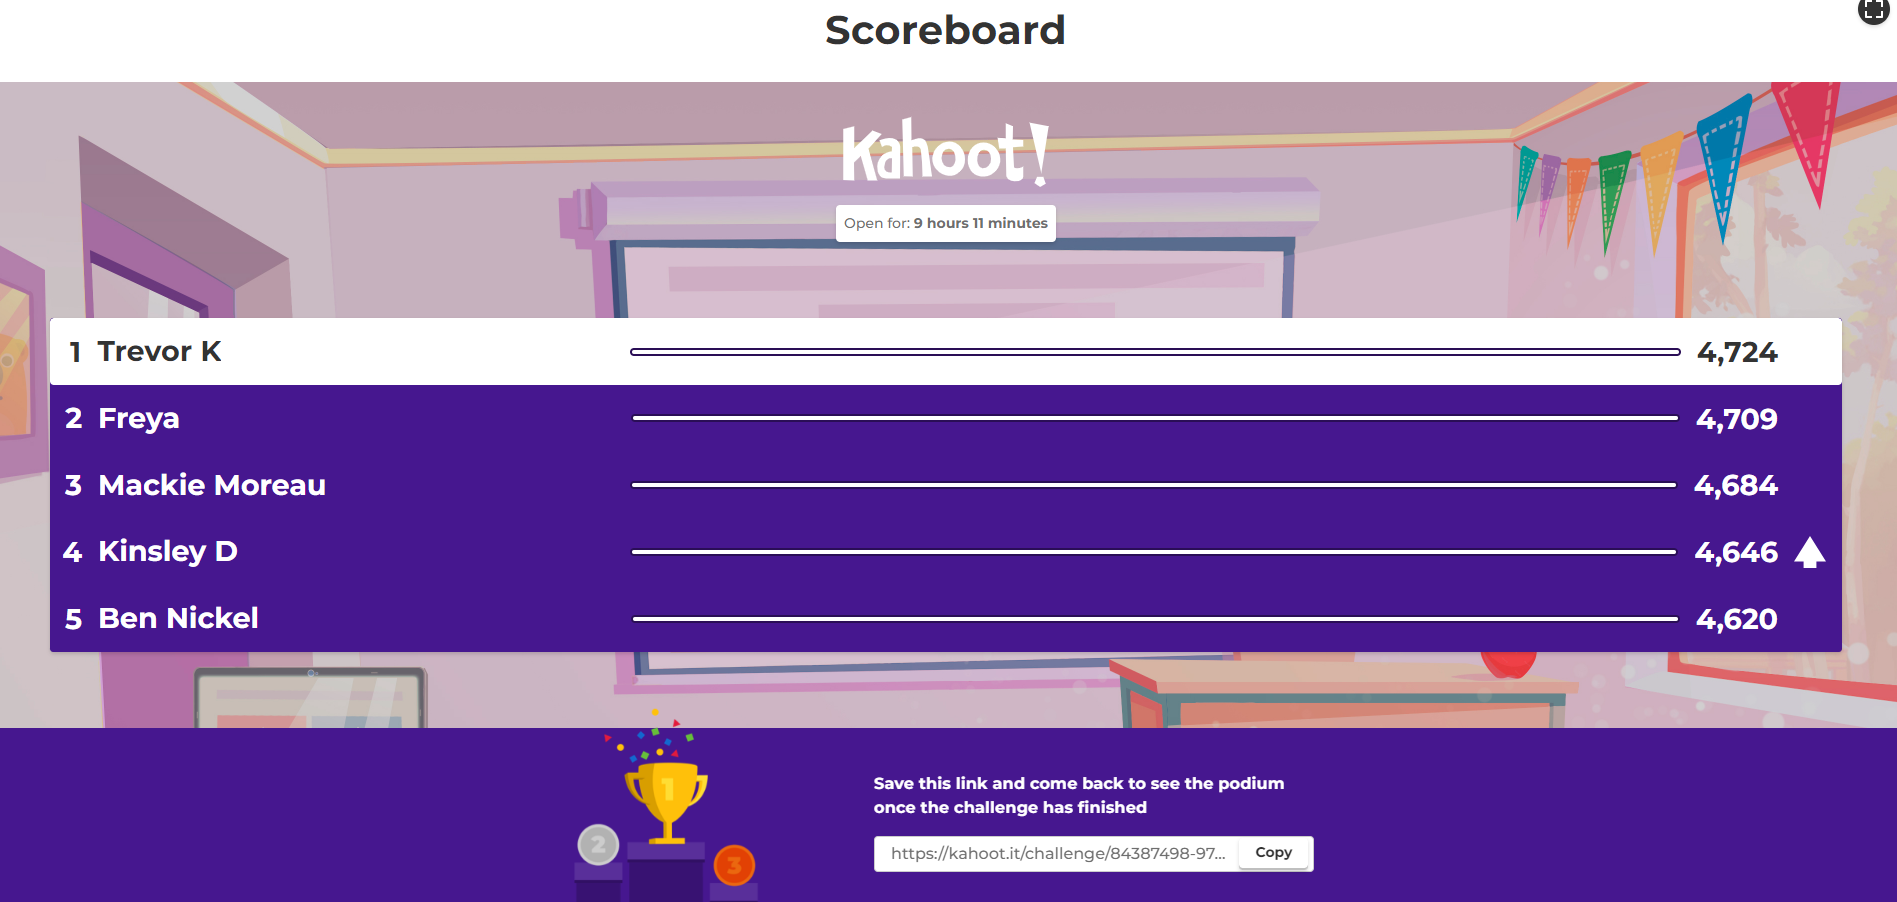 Scoreboard
Kahoot!
Open for: 9 hours 11 minutes
1 Trevor K 4,724
2 Freya 4,709
3 Mackie Moreau 4,684
4 Kinsley D 4,646
5 Ben Nickel 4,620
1
2
3
Save this link and come back to see the podium
once the challenge has finished
https://kahoot.it/challenge/84387498-97... Copy